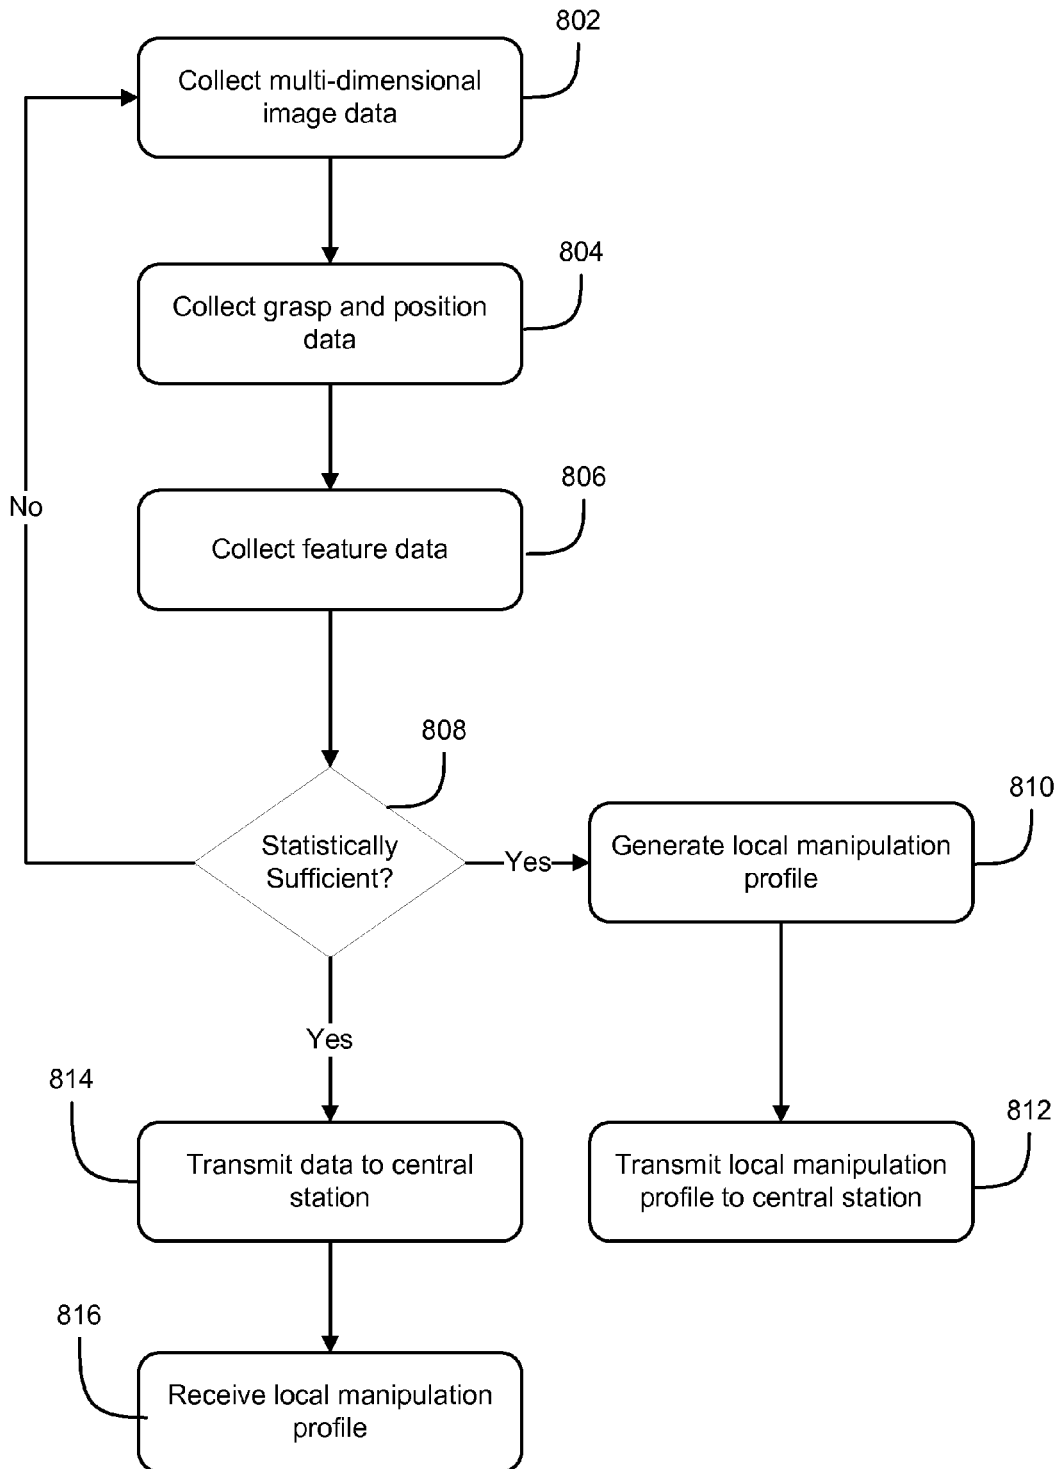 802
Collect multi-dimensional
image data
804
Collect grasp and position
data
806
Collect feature data
No
808
Statistically
Sufficient?
Yes
810
Generate local manipulation
profile
Yes
814
Transmit data to central
station
812
Transmit local manipulation
profile to central station
816
Receive local manipulation
profile